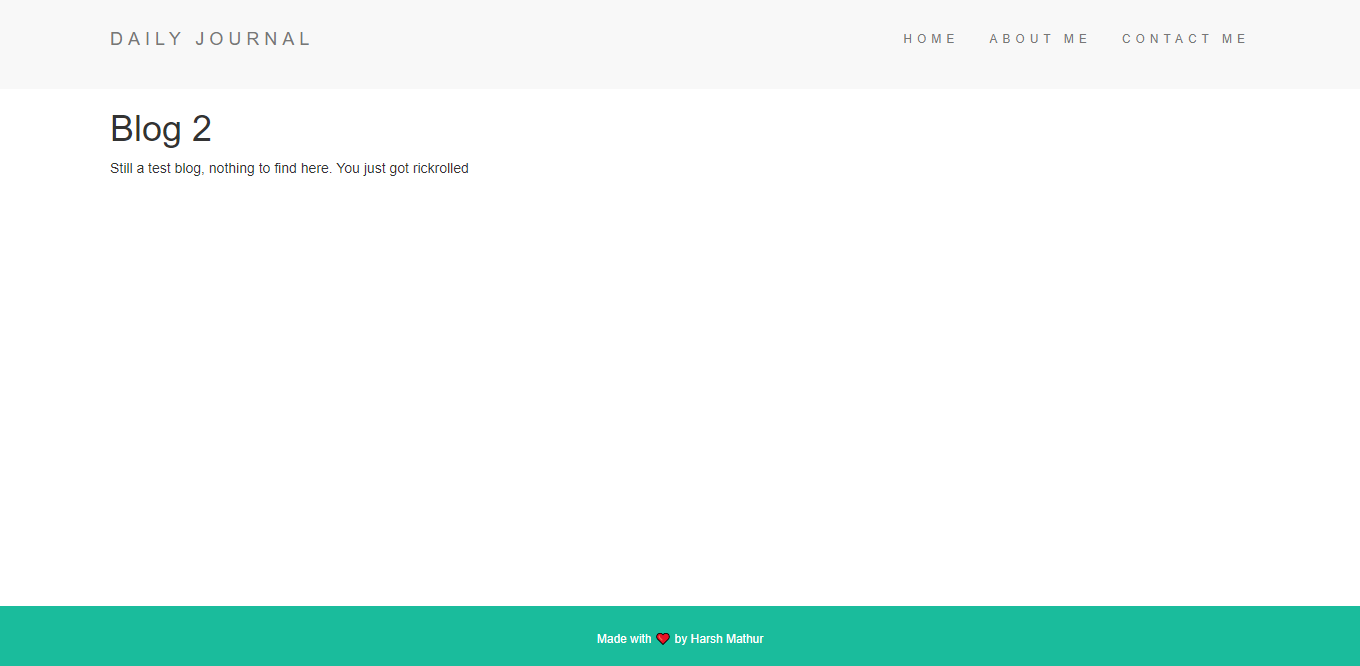 DAILY JOURNAL HOME ABOUT ME CONTACT ME
Blog 2
Still a test blog, nothing to find here. You just got rickrolled
Made with ❤ by Harsh Mathur